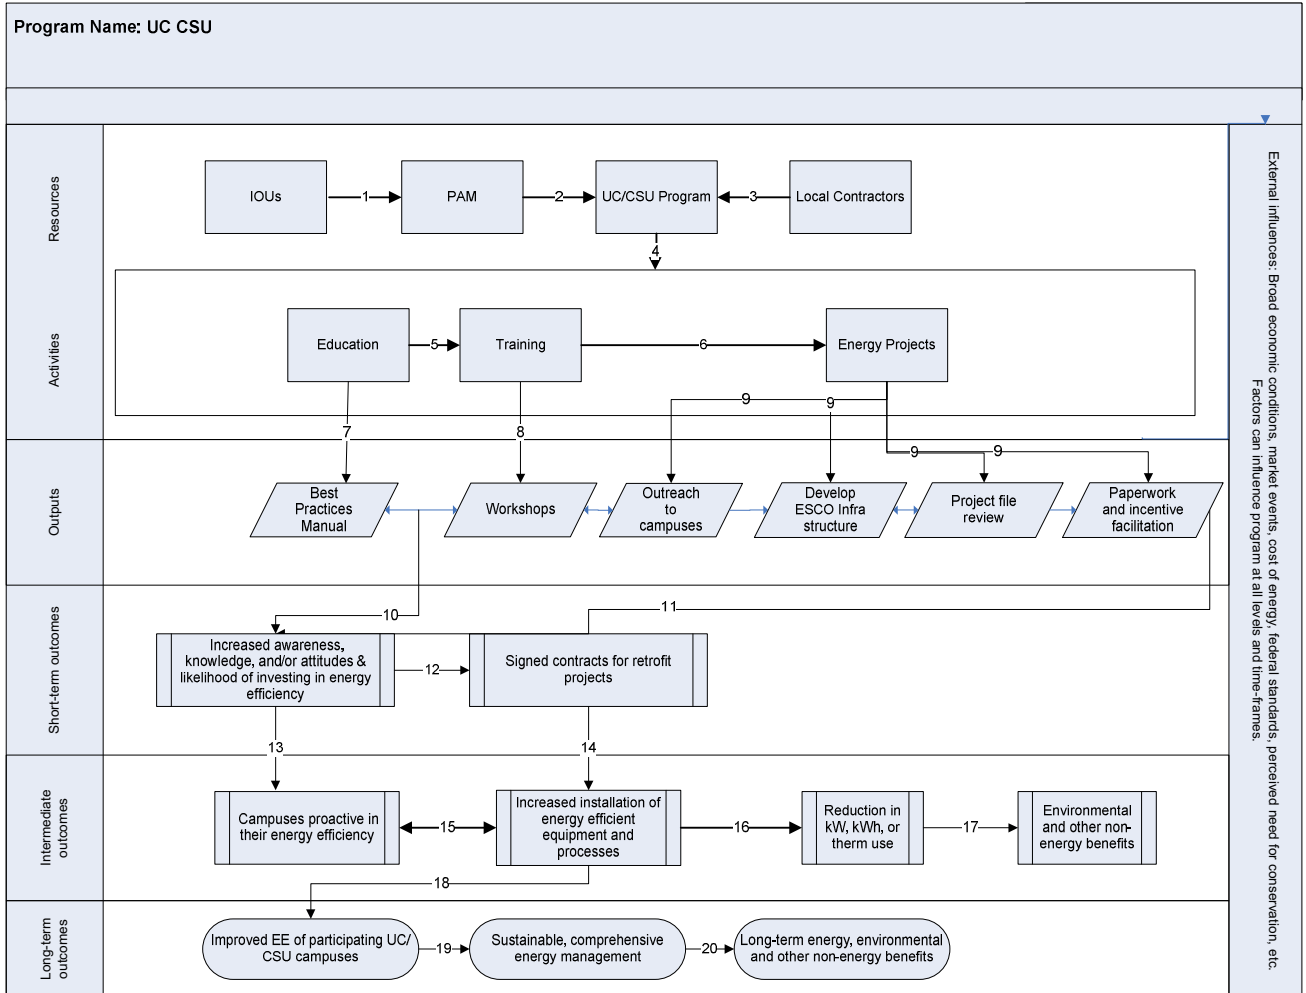 Program Name: UC CSU
Resources
IOUs
1
PAM
2
UC/CSU Program
3
Local Contractors
4
Activities
Education
5
Training
6
Energy Projects
7
8
9
9
9
9
Outputs
Best
Practices
Manual
Workshops
Outreach
to
campuses
Develop
ESCO Infra
structure
Project file
review
Paperwork
and incentive
facilitation
10
11
Short-term outcomes
Increased awareness,
knowledge, and/or attitudes &
likelihood of investing in energy
efficiency
12
Signed contracts for retrofit
projects
13
14
Intermediate
outcomes
Campuses proactive in
their energy efficiency
15
Increased installation of
energy efficient
equipment and
processes
16
Reduction in
kW, kWh, or
therm use
17
Environmental
and other non-
energy benefits
18
Long-term
outcomes
Improved EE of participating UC/
CSU campuses
19
Sustainable, comprehensive
energy management
20
Long-term energy, environmental
and other non-energy benefits
External influences: Broad economic conditions, market events, cost of energy, federal standards, perceived need for conservation, etc.
Factors can influence program at all levels and time-frames.